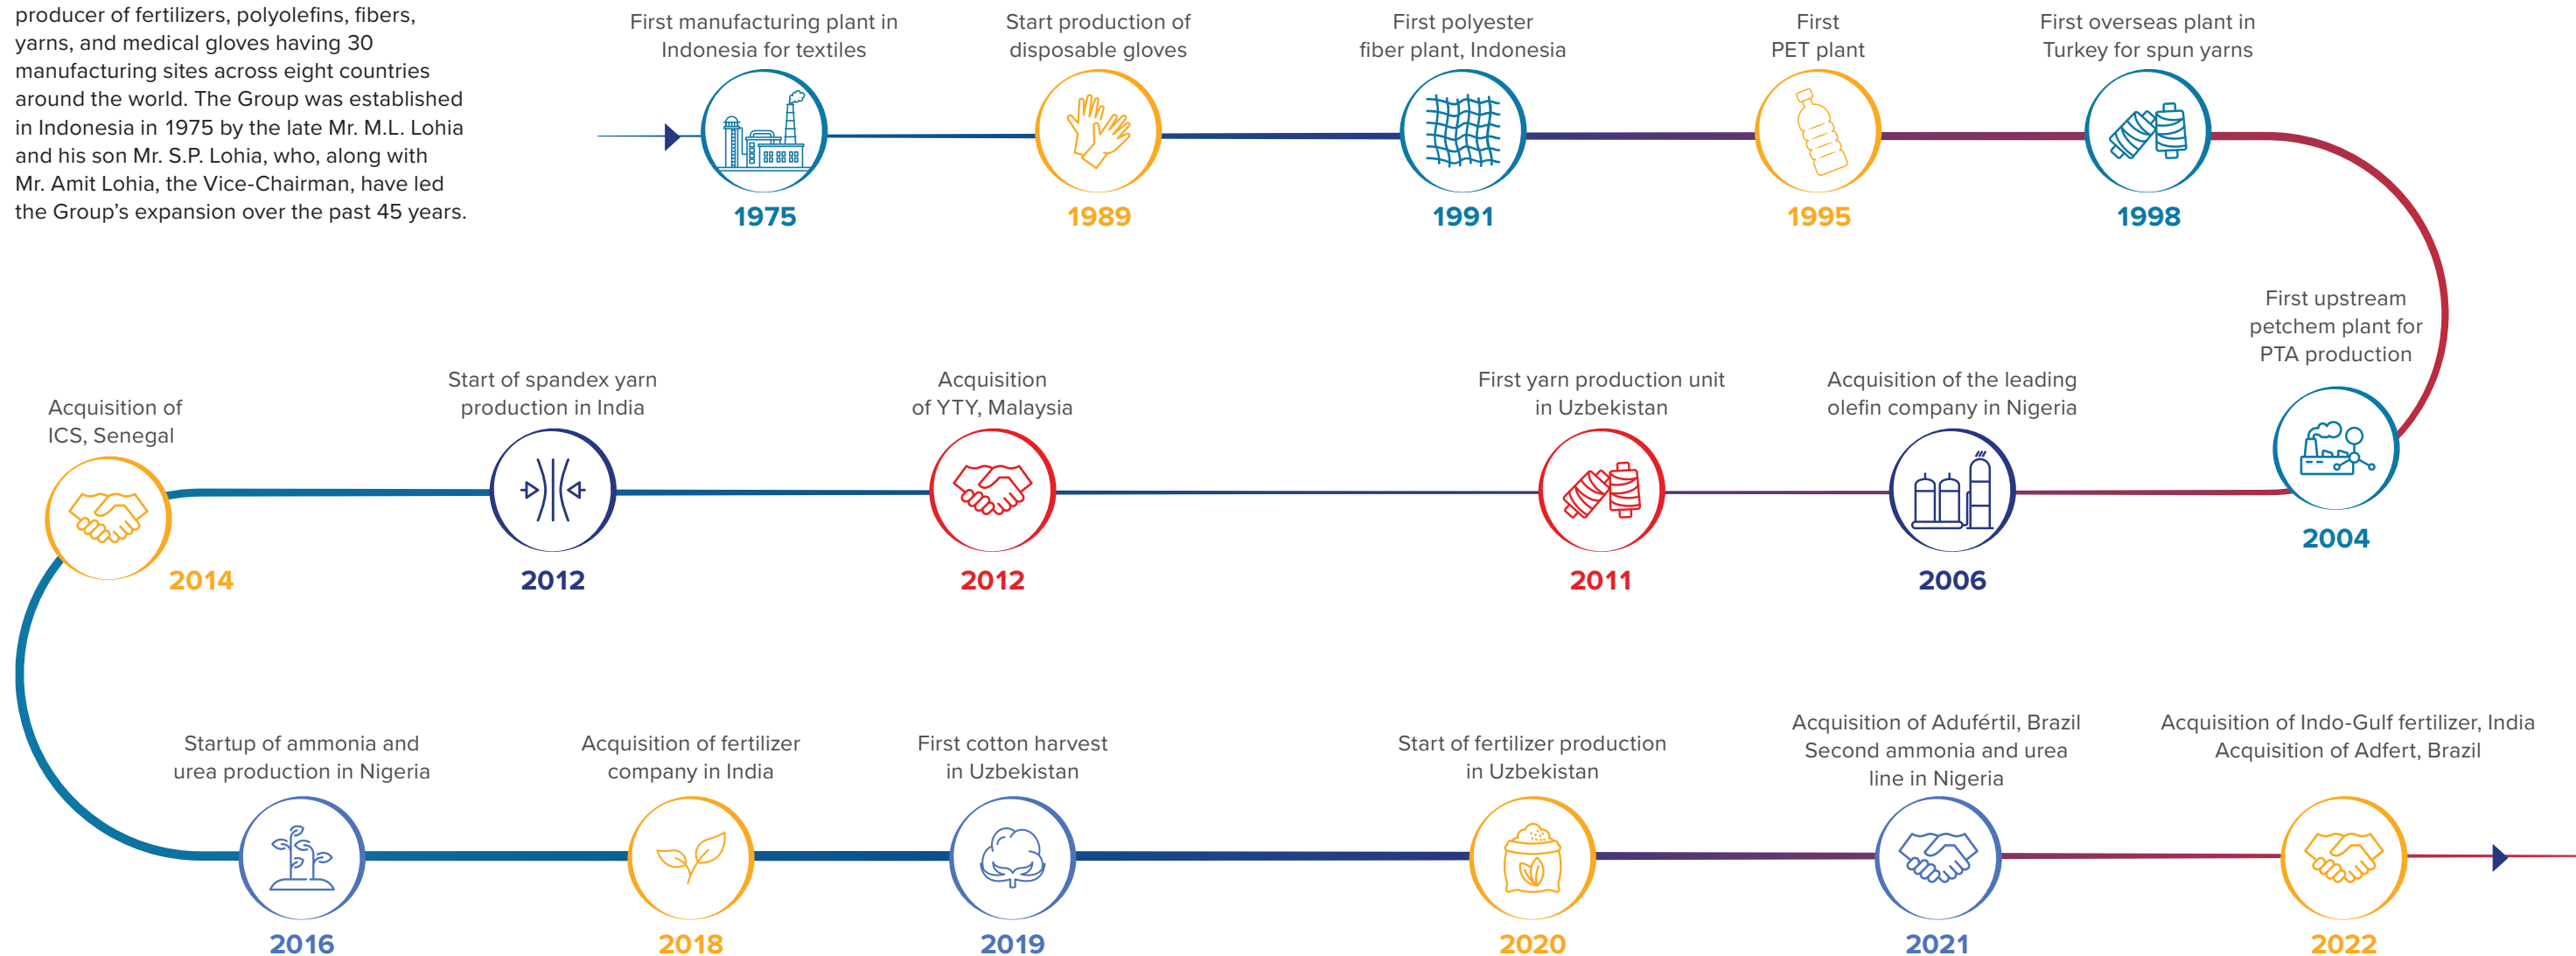 producer of fertilizers, polyolefins, fibers,
yarns, and medical gloves having 30
manufacturing sites across eight countries
around the world. The Group was established
in Indonesia in 1975 by the late Mr. M.L. Lohia
and his son Mr. S.P. Lohia, who, along with
Mr. Amit Lohia, the Vice-Chairman, have led
the Group’s expansion over the past 45 years.
First manufacturing plant in
Indonesia for textiles
1975
Start production of
disposable gloves
1989
First polyester
fiber plant, Indonesia
1991
First
PET plant
1995
First overseas plant in
Turkey for spun yarns
1998
First upstream
petchem plant for
PTA production
2004
Acquisition of the leading
olefin company in Nigeria
2006
First yarn production unit
in Uzbekistan
2011
Acquisition
of YTY, Malaysia
2012
Start of spandex yarn
production in India
2012
Acquisition of
ICS, Senegal
2014
Startup of ammonia and
urea production in Nigeria
2016
Acquisition of fertilizer
company in India
2018
First cotton harvest
in Uzbekistan
2019
Start of fertilizer production
in Uzbekistan
2020
Acquisition of Adufértil, Brazil
Second ammonia and urea
line in Nigeria
2021
Acquisition of Indo-Gulf fertilizer, India
Acquisition of Adfert, Brazil
2022